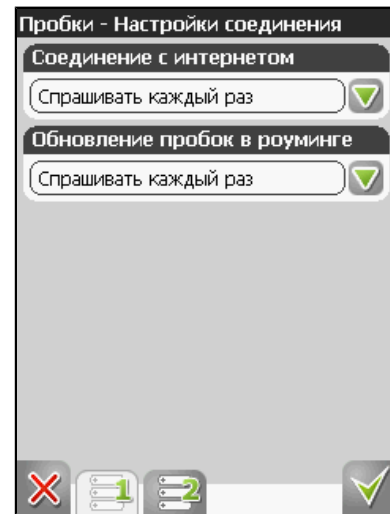 Пробки - Настройки соединения
Соединение с интернетом
Спрашивать каждый раз
Обновление пробок в роуминге
Спрашивать каждый раз
1 2